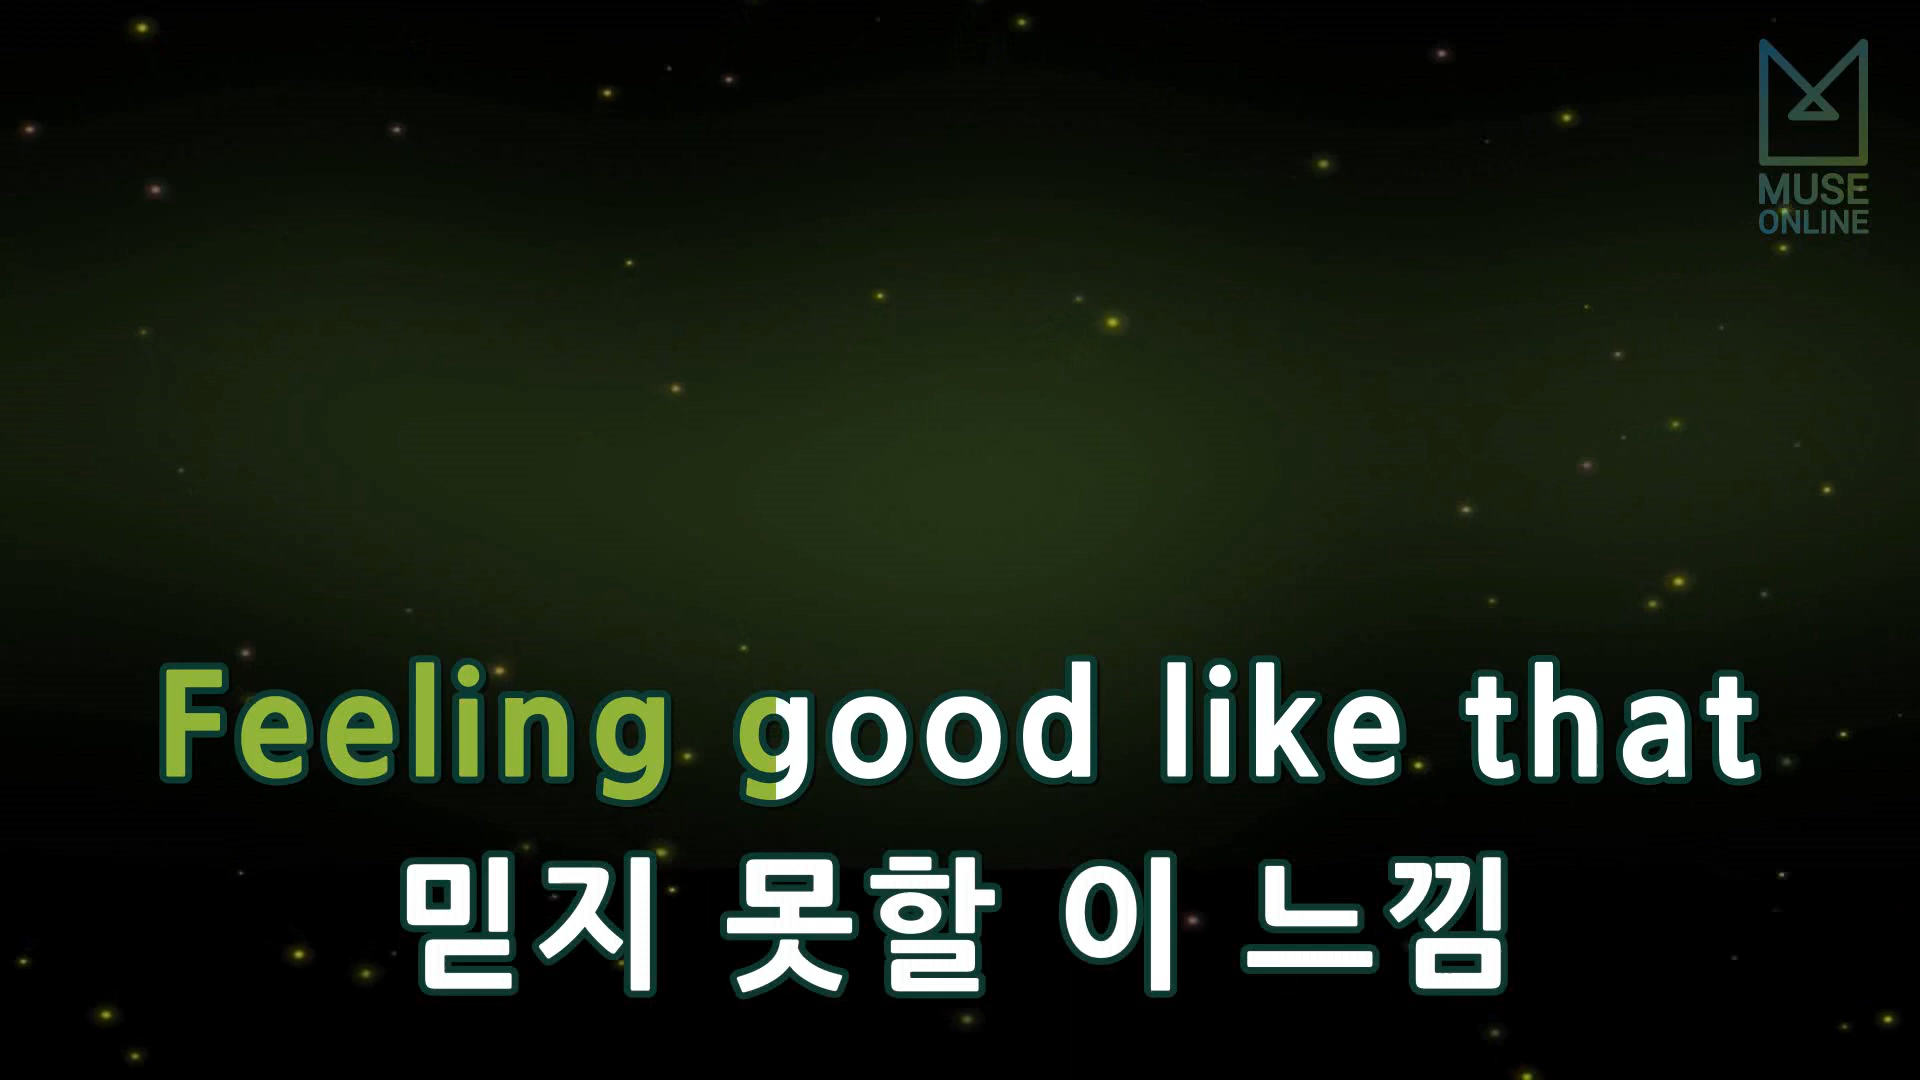 MUSE
ONLINE
Feeling good like that
믿지 못할 이 느낌